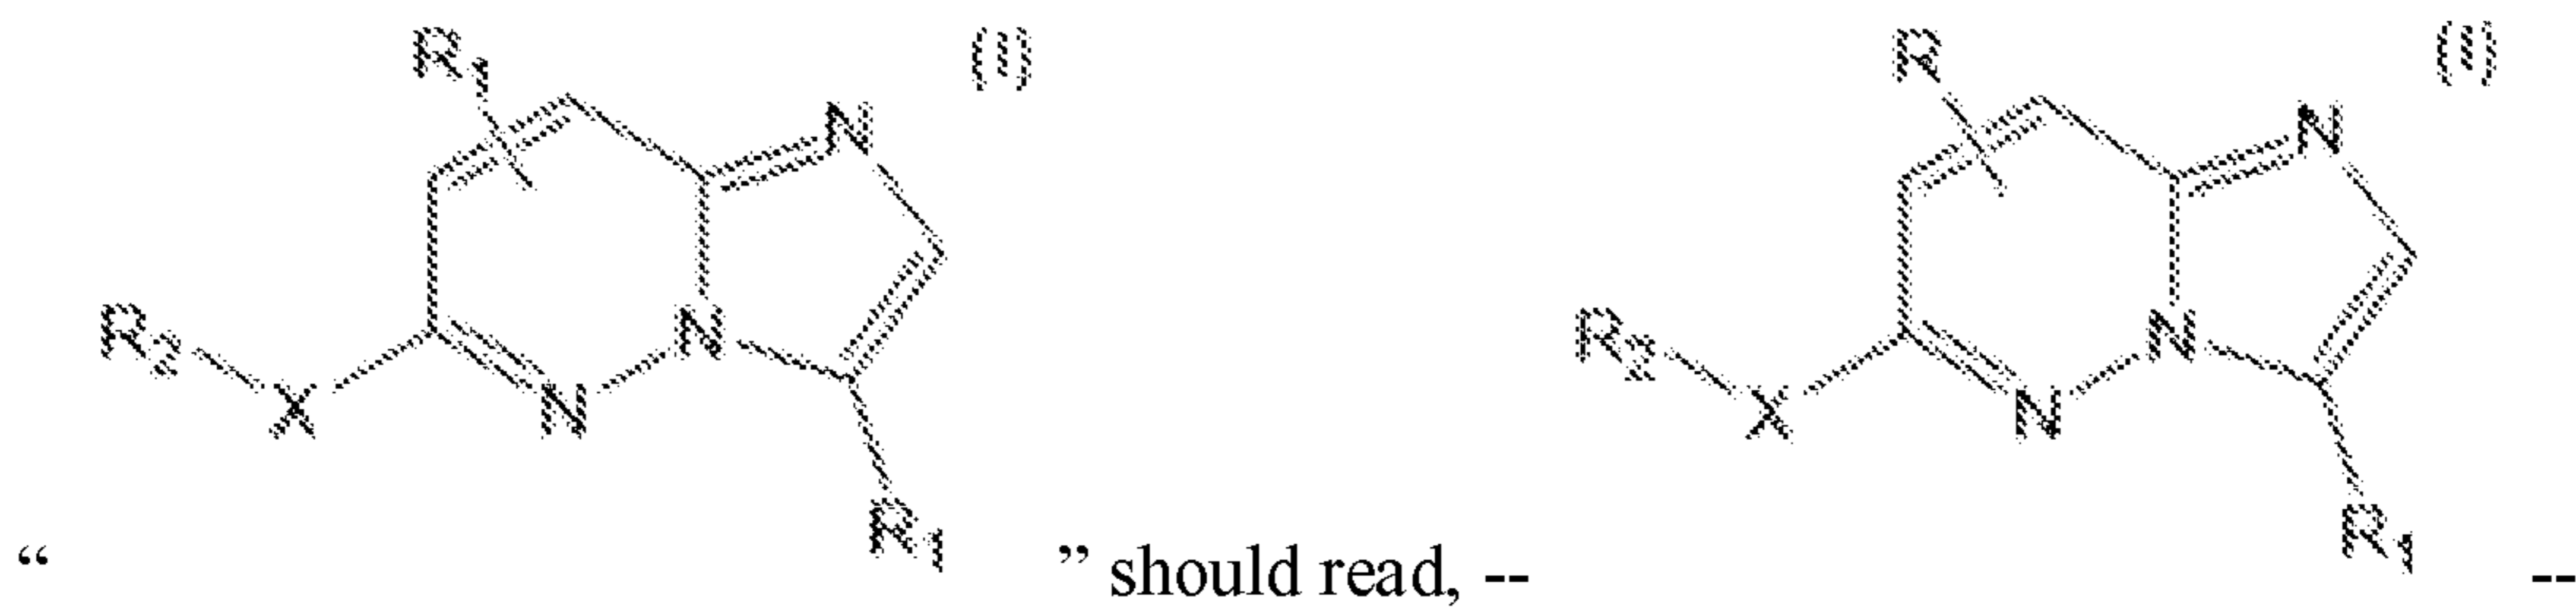 R1 (I) R (I)
N N
R2 N R2 N
X N X N
R1 R1
“ ” should read, -- --